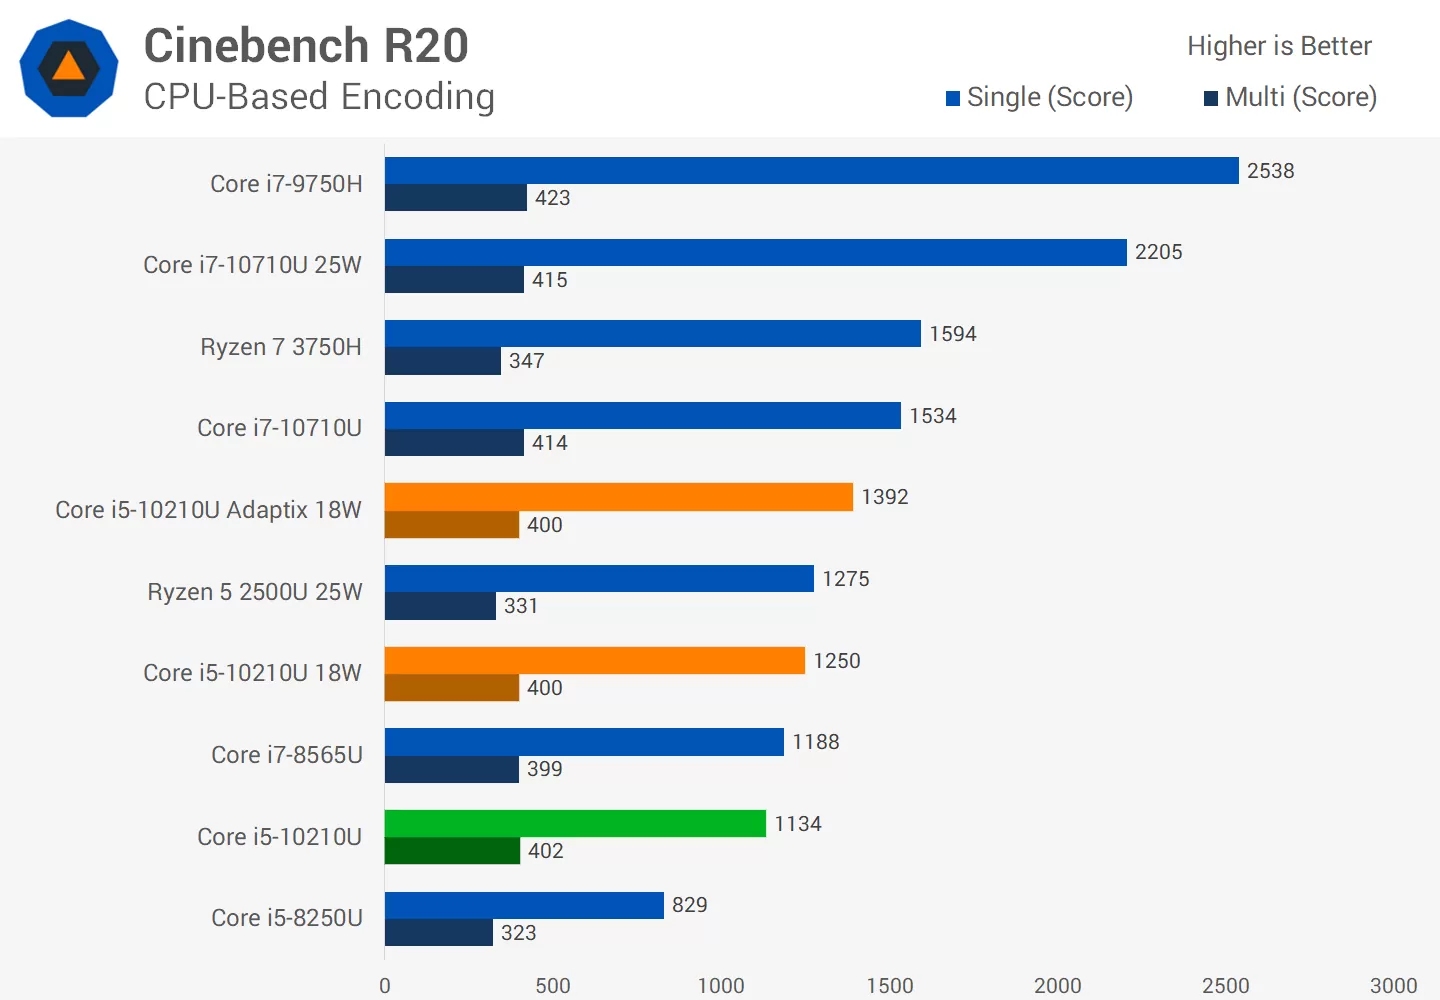 Cinebench R20
CPU-Based Encoding
Higher is Better
Single (Score) Multi (Score)
Core i7-9750H 2538
423
Core i7-10710U 25W 2205
415
Ryzen 7 3750H 1594
347
Core i7-10710U 1534
414
Core i5-10210U Adaptix 18W 1392
400
Ryzen 5 2500U 25W 1275
331
Core i5-10210U 18W 1250
400
Core i7-8565U 1188
399
Core i5-10210U 1134
402
Core i5-8250U 829
323
0 500 1000 1500 2000 2500 3000